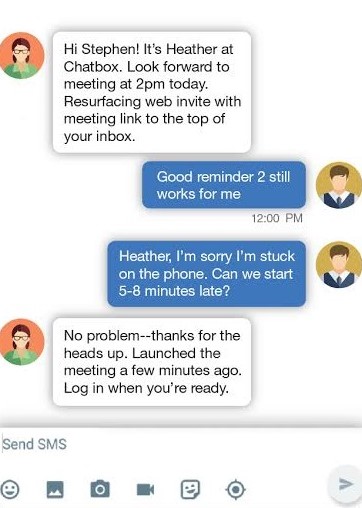 Hi Stephen! It's Heather at
Chatbox. Look forward to
meeting at 2pm today.
Resurfacing web invite with
meeting link to the top of
your inbox.
Good reminder 2 still
works for me
12:00 PM
Heather, I'm sorry I'm stuck
on the phone. Can we start
5-8 minutes late?
No problem--thanks for the
heads up. Launched the
meeting a few minutes ago.
Log in when you're ready.
Send SMS